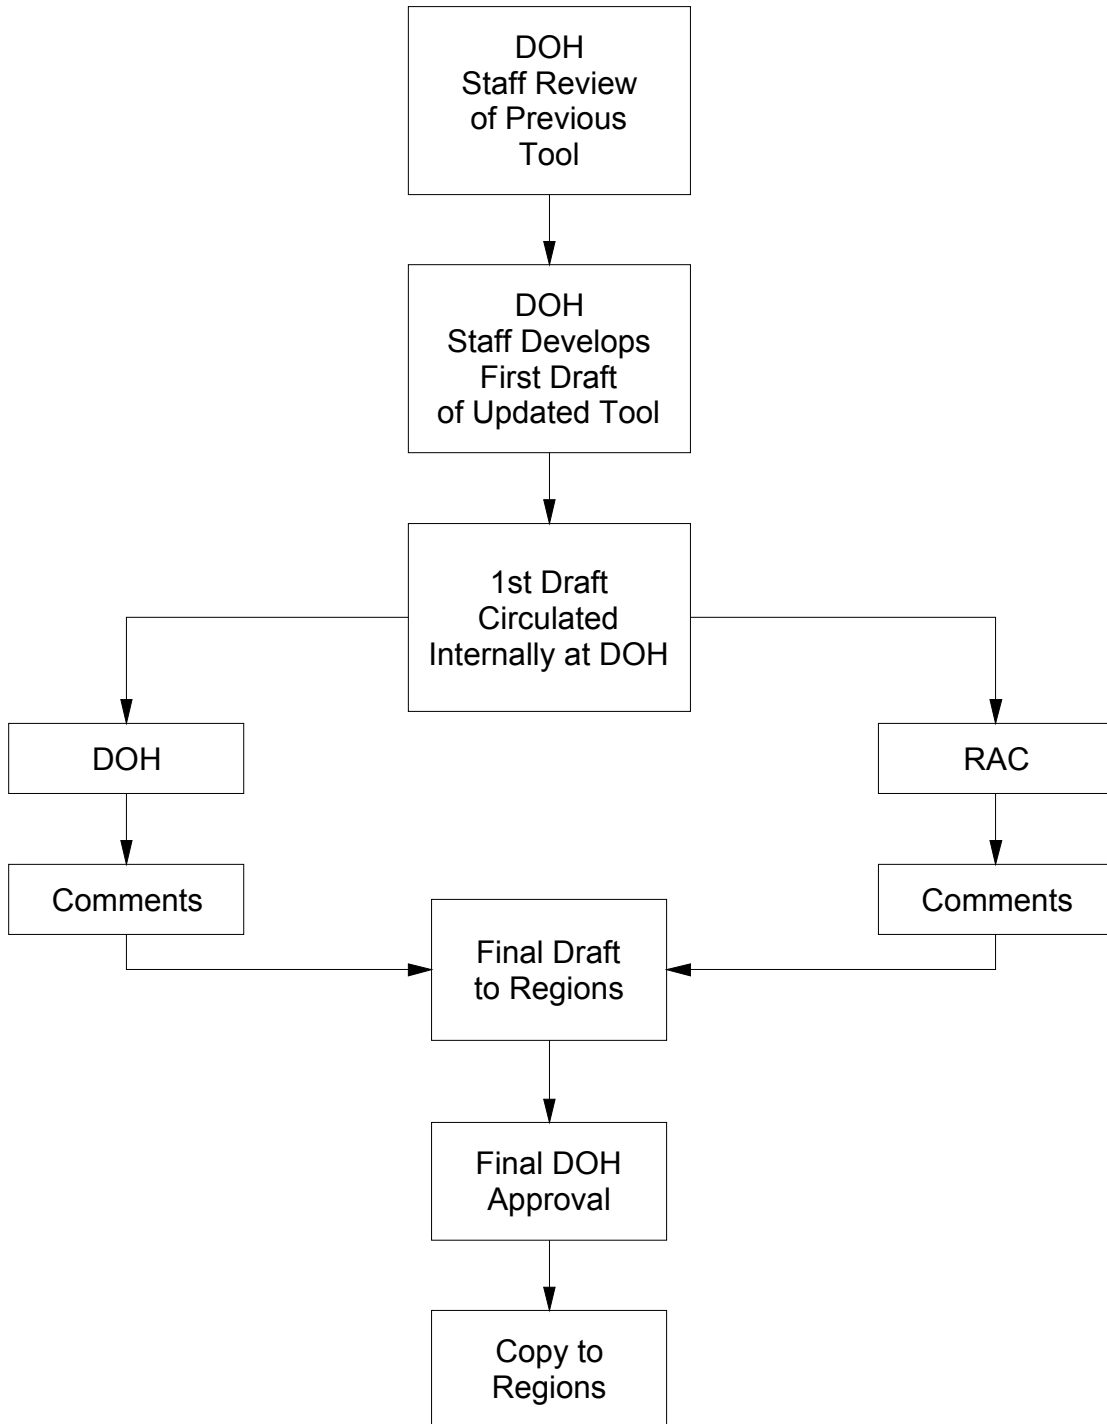 DOH
Staff Review
of Previous
Tool
DOH
Staff Develops
First Draft
of Updated Tool
1st Draft
Circulated
Internally at DOH
DOH
RAC
Comments
Comments
Final Draft
to Regions
Final DOH
Approval
Copy to
Regions